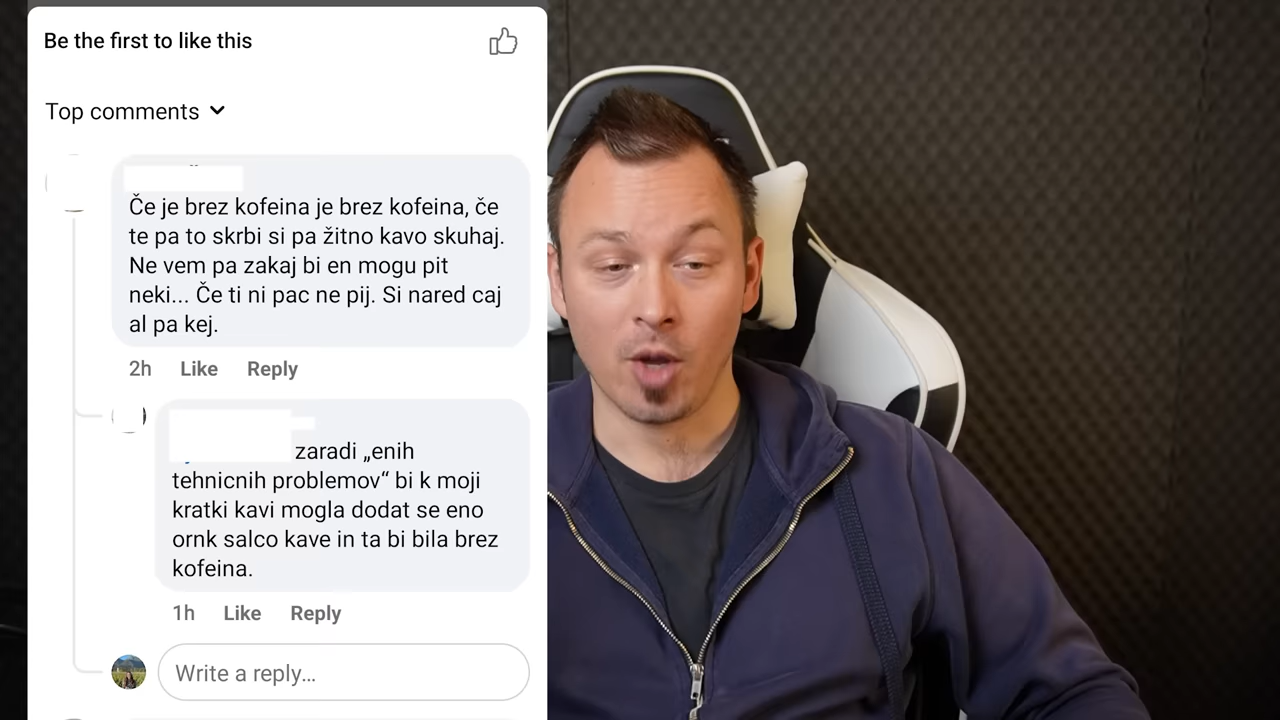 Be the first to like this
Top comments
Če je brez kofeina je brez kofeina, če
te pa to skrbi si pa žitno kavo skuhaj.
Ne vem pa zakaj bi en mogu pit
neki... Če ti ni pac ne pij. Si nared caj
al pa kej.
2h Like Reply
zaradi „enih
tehnicnih problemov“ bi k moji
kratki kavi mogla dodat se eno
ornk salco kave in ta bi bila brez
kofeina.
1h Like Reply
Write a reply...